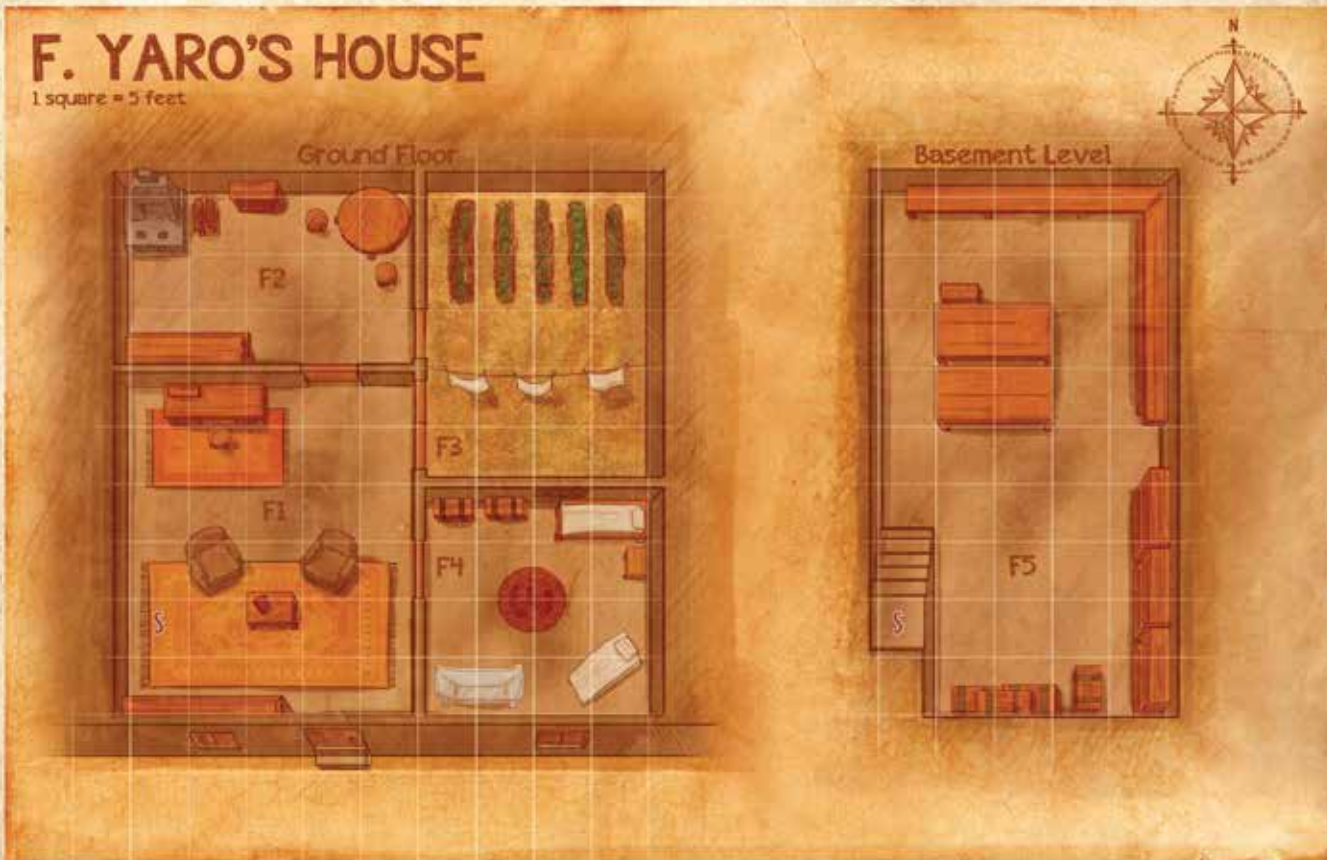 F. YARO'S HOUSE
1 square = 5 feet
N
Ground Floor
Basement Level
F2
F3
F1
F4
F5
S
S